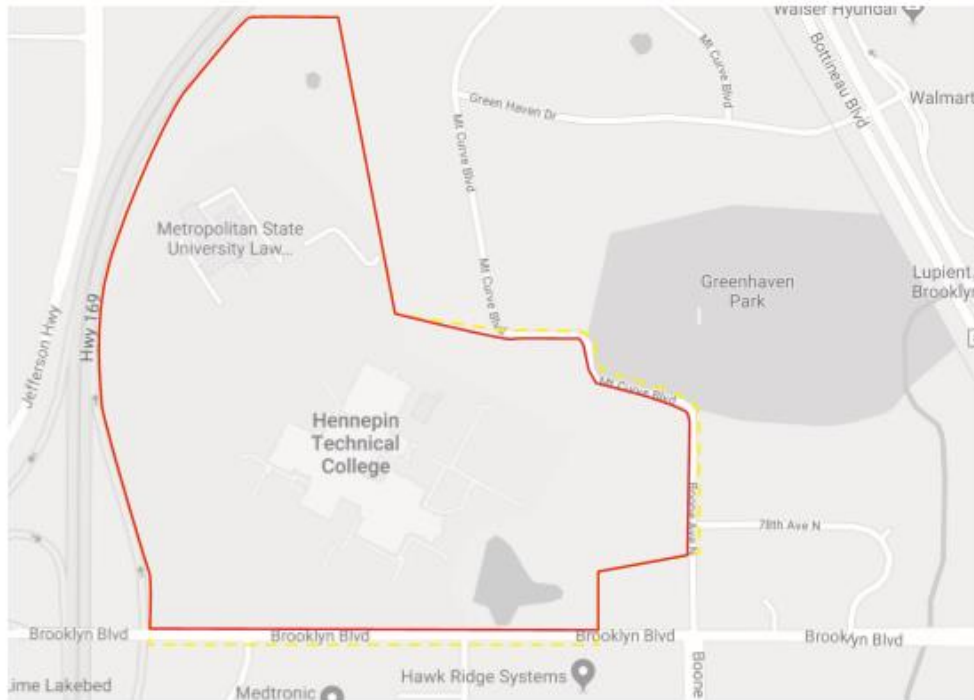 Walser Hyundai
Mt Curve Blvd
Bottineau Blvd
Walmart
Green Haven Dr
Mt Curve Blvd
Metropolitan State
University Law...
Mt Curve Blvd
Greenhaven
Park
Lupient
Brooklyn
Hwy 169
Jefferson Hwy
Mt Curve Blvd
Hennepin
Technical
College
Boone Ave N
78th Ave N
Brooklyn Blvd
Brooklyn Blvd
Brooklyn Blvd
Brooklyn Blvd
Boone
Hawk Ridge Systems
ime Lakebed
Medtronic